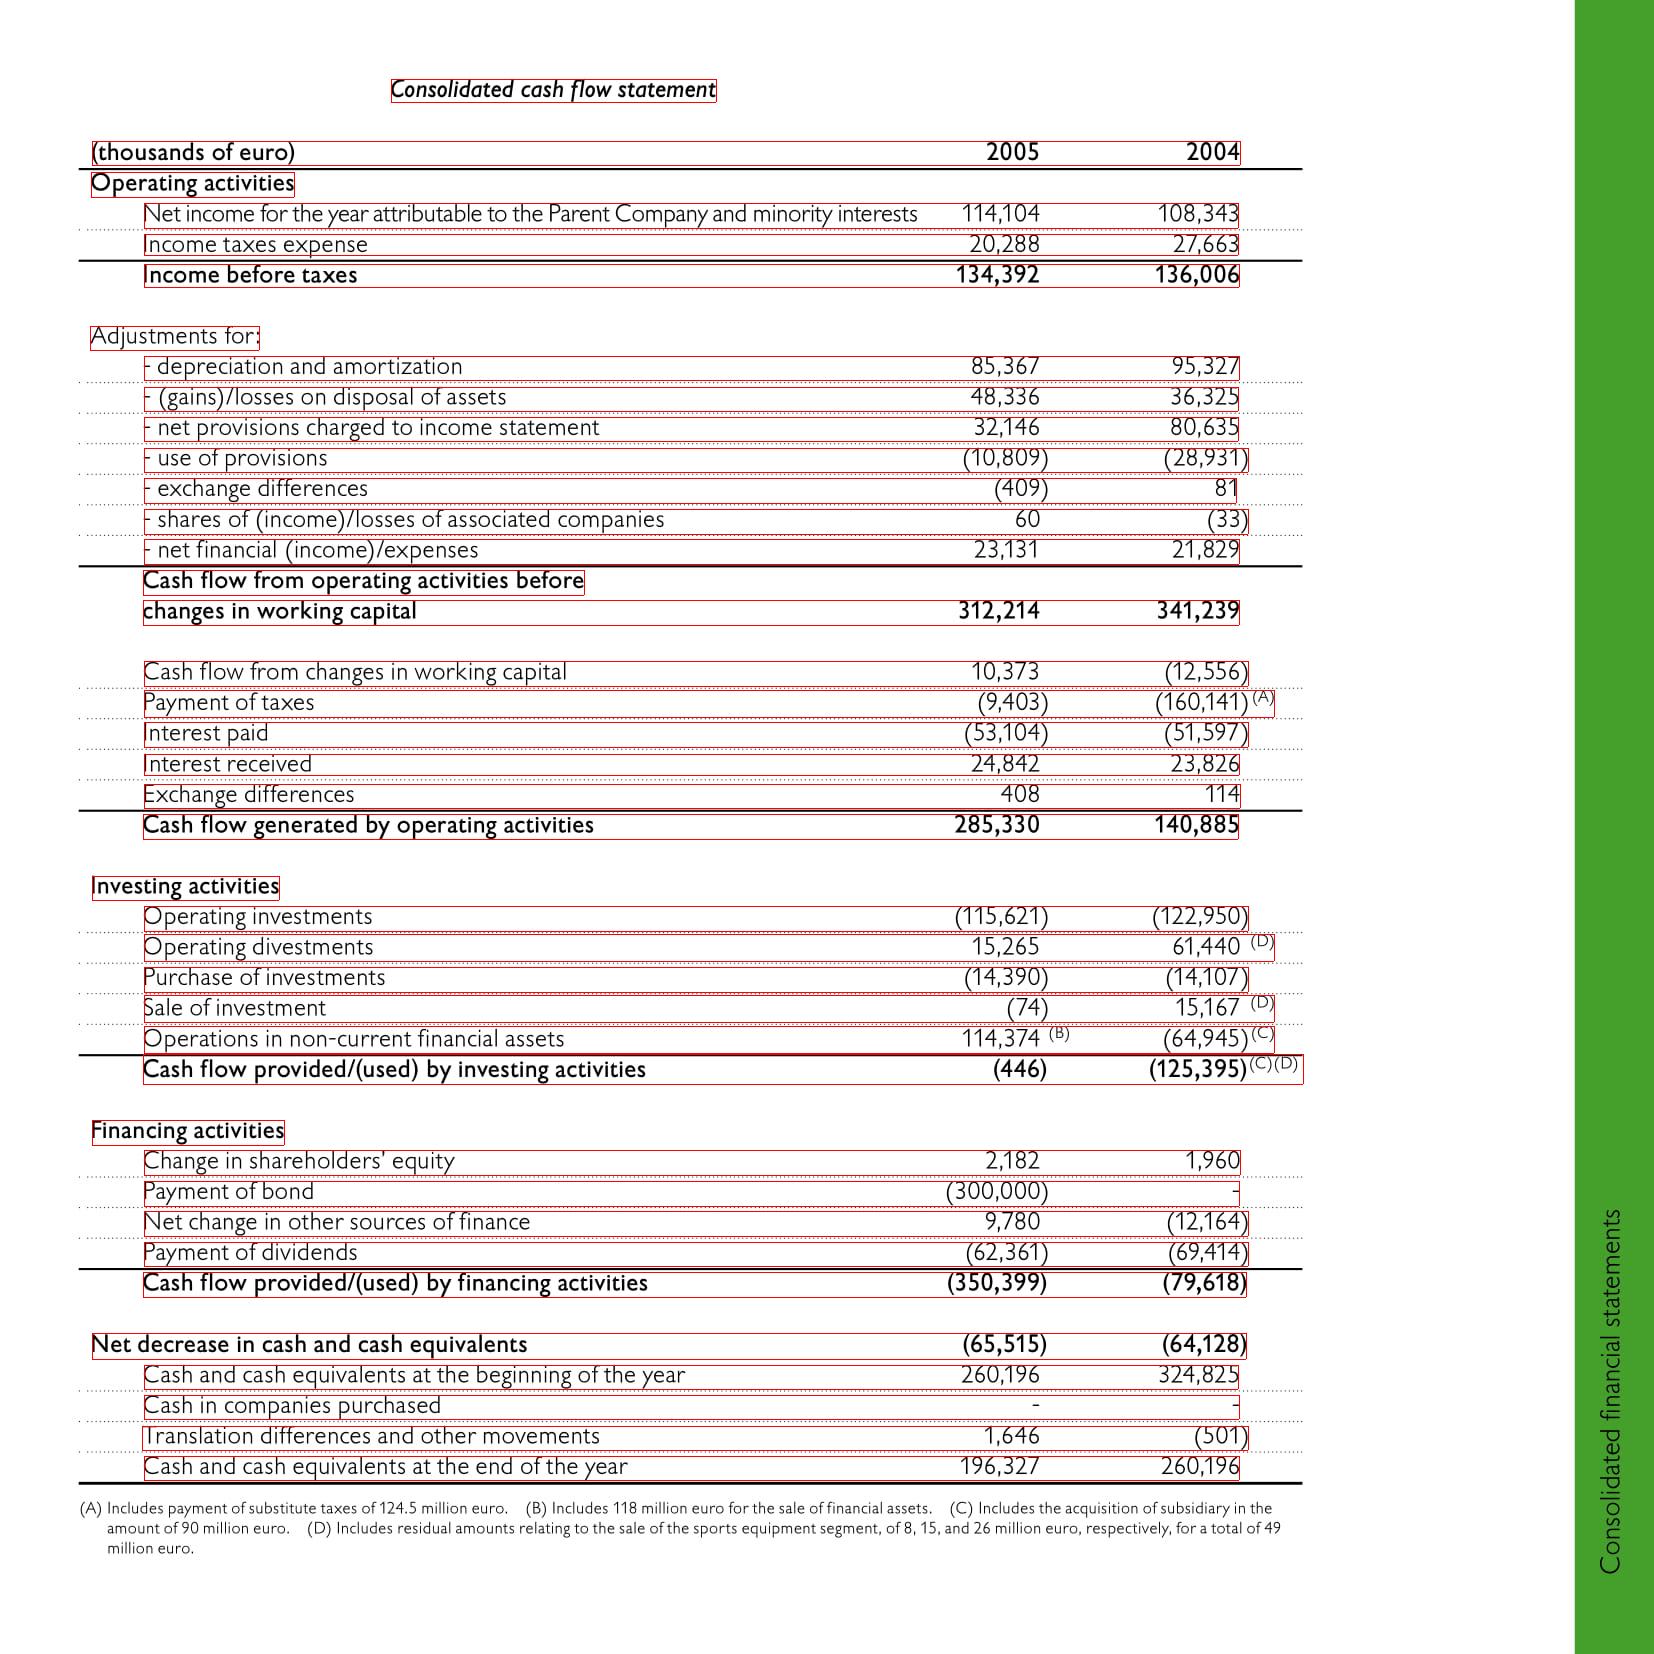 Consolidated cash flow statement
(thousands of euro) 2005 2004
Operating activities
Net income for the year attributable to the Parent Company and minority interests 114,104 108,343
Income taxes expense 20,288 27,663
Income before taxes 134,392 136,006
Adjustments for:
- depreciation and amortization 85,367 95,327
- (gains)/losses on disposal of assets 48,336 36,325
- net provisions charged to income statement 32,146 80,635
- use of provisions (10,809) (28,931)
- exchange differences (409) 81
- shares of (income)/losses of associated companies 60 (33)
- net financial (income)/expenses 23,131 21,829
Cash flow from operating activities before
changes in working capital 312,214 341,239
Cash flow from changes in working capital 10,373 (12,556)
Payment of taxes (9,403) (160,141) (A)
Interest paid (53,104) (51,597)
Interest received 24,842 23,826
Exchange differences 408 114
Cash flow generated by operating activities 285,330 140,885
Investing activities
Operating investments (115,621) (122,950)
Operating divestments 15,265 61,440 (D)
Purchase of investments (14,390) (14,107)
Sale of investment (74) 15,167 (D)
Operations in non-current financial assets 114,374 (B) (64,945) (C)
Cash flow provided/(used) by investing activities (446) (125,395) (C)(D)
Financing activities
Change in shareholders' equity 2,182 1,960
Payment of bond (300,000) -
Net change in other sources of finance 9,780 (12,164)
Payment of dividends (62,361) (69,414)
Cash flow provided/(used) by financing activities (350,399) (79,618)
Net decrease in cash and cash equivalents (65,515) (64,128)
Cash and cash equivalents at the beginning of the year 260,196 324,825
Cash in companies purchased - -
Translation differences and other movements 1,646 (501)
Cash and cash equivalents at the end of the year 196,327 260,196
(A) Includes payment of substitute taxes of 124.5 million euro. (B) Includes 118 million euro for the sale of financial assets. (C) Includes the acquisition of subsidiary in the
amount of 90 million euro. (D) Includes residual amounts relating to the sale of the sports equipment segment, of 8, 15, and 26 million euro, respectively, for a total of 49
million euro.
Consolidated financial statements